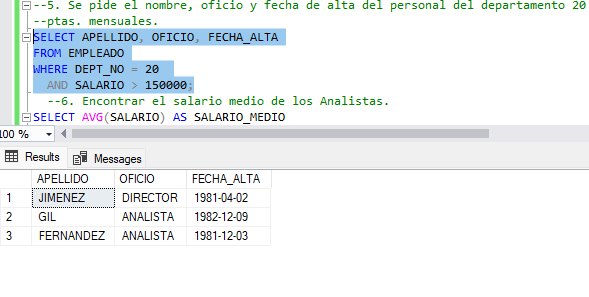 --5. Se pide el nombre, oficio y fecha de alta del personal del departamento 20
--ptas. mensuales.
SELECT APELLIDO, OFICIO, FECHA_ALTA
FROM EMPLEADO
WHERE DEPT_NO = 20
AND SALARIO > 150000;
--6. Encontrar el salario medio de los Analistas.
SELECT AVG(SALARIO) AS SALARIO_MEDIO
100 %
Results Messages
APELLIDO OFICIO FECHA_ALTA
1 JIMENEZ DIRECTOR 1981-04-02
2 GIL ANALISTA 1982-12-09
3 FERNANDEZ ANALISTA 1981-12-03